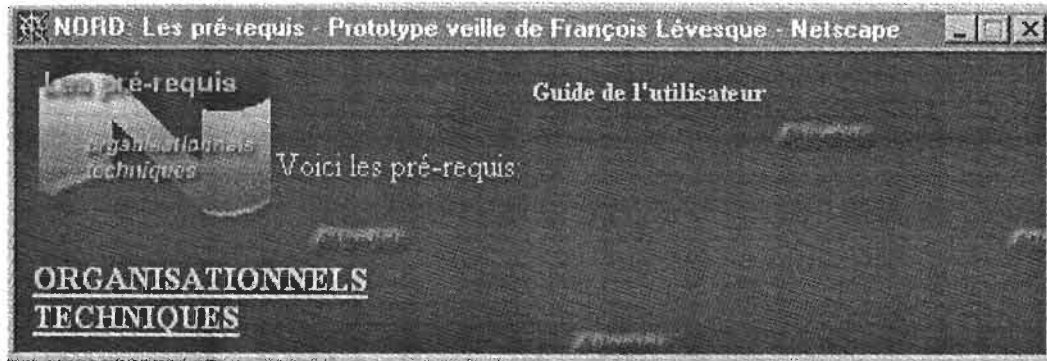 NORD: Les pré-requis - Prototype veille de François Lévesque - Netscape
Les pré-requis
organisationnels
techniques
Guide de l'utilisateur
Voici les pré-requis:
ORGANISATIONNELS
TECHNIQUES